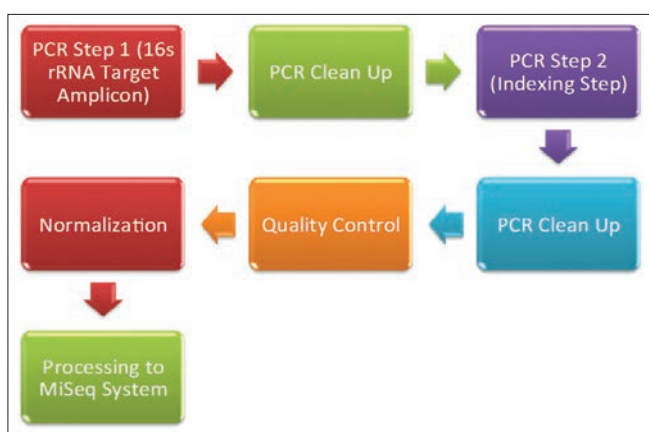 PCR Step 1 (16s
rRNA Target
Amplicon)
PCR Clean Up
PCR Step 2
(Indexing Step)
PCR Clean Up
Quality Control
Normalization
Processing to
MiSeq System